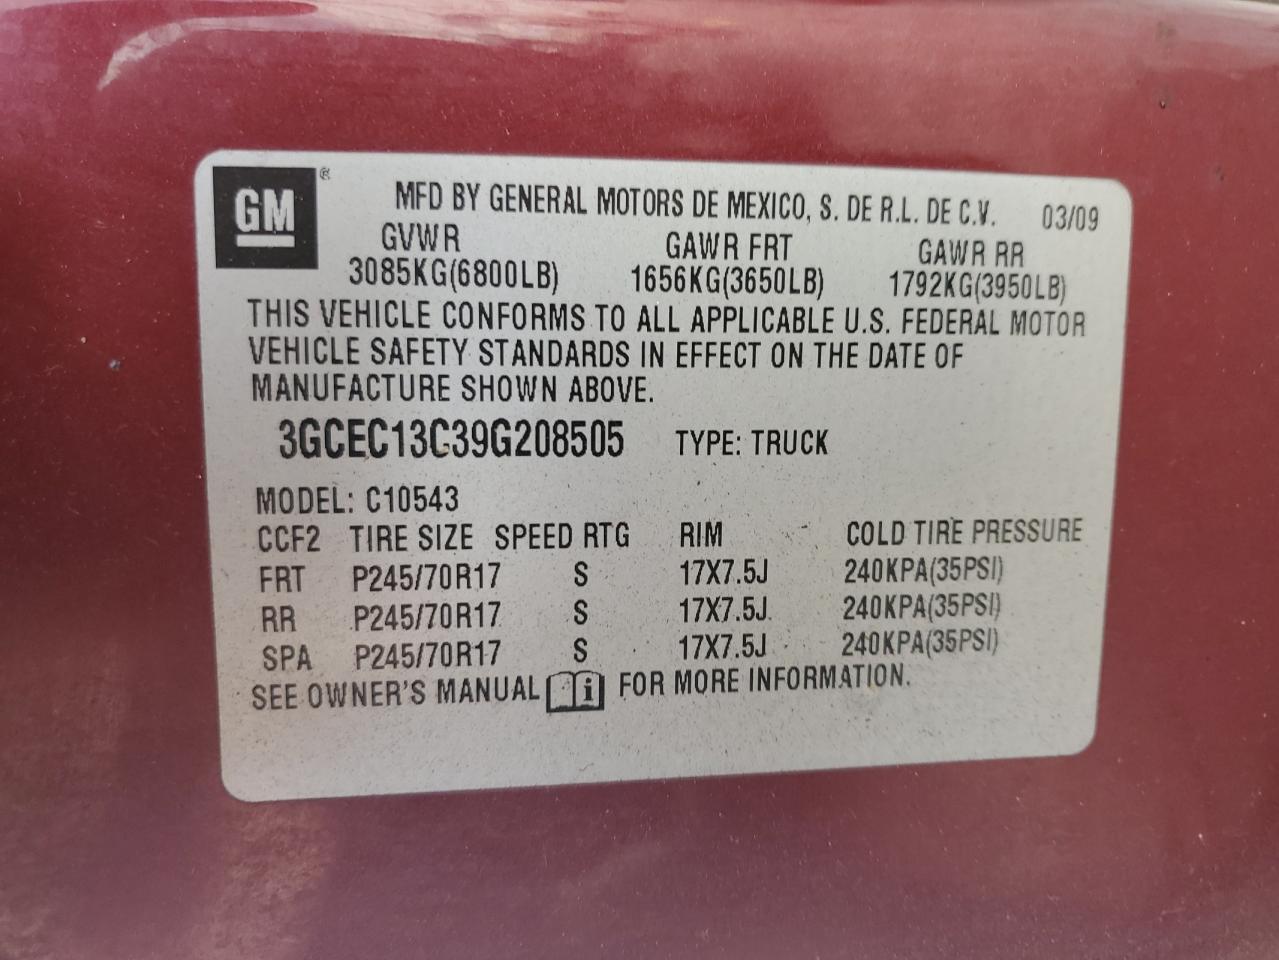 GM ®
MFD BY GENERAL MOTORS DE MEXICO, S. DE R.L. DE C.V. 03/09
GVWR GAWR FRT GAWR RR
3085KG(6800LB) 1656KG(3650LB) 1792KG(3950LB)
THIS VEHICLE CONFORMS TO ALL APPLICABLE U.S. FEDERAL MOTOR
VEHICLE SAFETY STANDARDS IN EFFECT ON THE DATE OF
MANUFACTURE SHOWN ABOVE.
3GCEC13C39G208505 TYPE: TRUCK
MODEL: C10543
CCF2 TIRE SIZE SPEED RTG RIM COLD TIRE PRESSURE
FRT P245/70R17 S 17X7.5J 240KPA(35PSI)
RR P245/70R17 S 17X7.5J 240KPA(35PSI)
SPA P245/70R17 S 17X7.5J 240KPA(35PSI)
SEE OWNER'S MANUAL i FOR MORE INFORMATION.